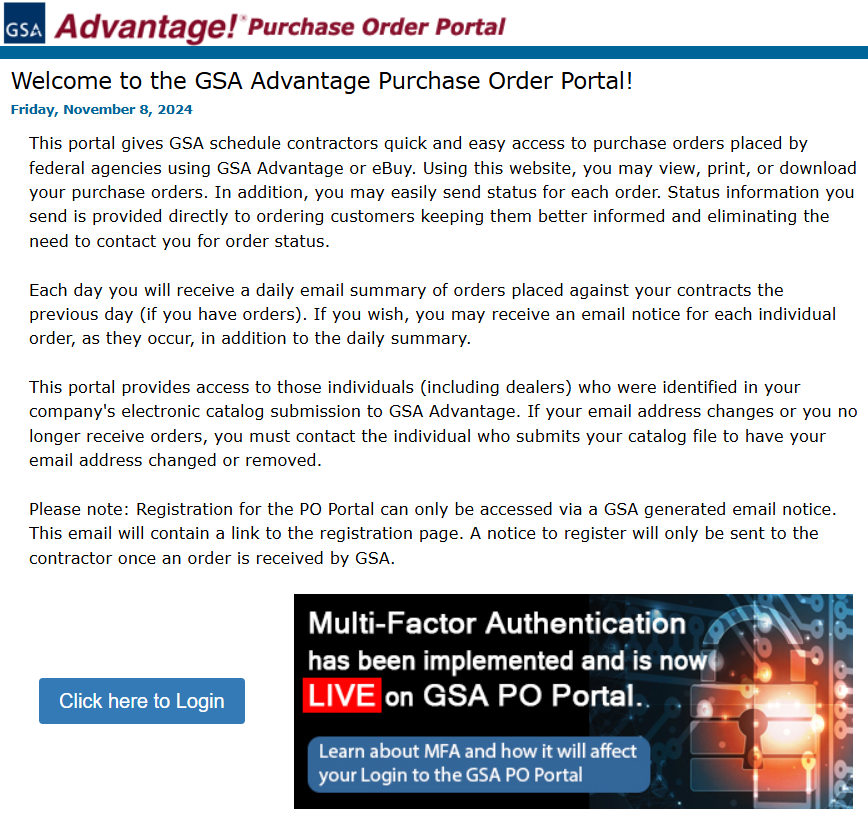 GSA Advantage!® Purchase Order Portal
Welcome to the GSA Advantage Purchase Order Portal!
Friday, November 8, 2024
This portal gives GSA schedule contractors quick and easy access to purchase orders placed by
federal agencies using GSA Advantage or eBuy. Using this website, you may view, print, or download
your purchase orders. In addition, you may easily send status for each order. Status information you
send is provided directly to ordering customers keeping them better informed and eliminating the
need to contact you for order status.
Each day you will receive a daily email summary of orders placed against your contracts the
previous day (if you have orders). If you wish, you may receive an email notice for each individual
order, as they occur, in addition to the daily summary.
This portal provides access to those individuals (including dealers) who were identified in your
company's electronic catalog submission to GSA Advantage. If your email address changes or you no
longer receive orders, you must contact the individual who submits your catalog file to have your
email address changed or removed.
Please note: Registration for the PO Portal can only be accessed via a GSA generated email notice.
This email will contain a link to the registration page. A notice to register will only be sent to the
contractor once an order is received by GSA.
Click here to Login
Multi-Factor Authentication
has been implemented and is now
LIVE on GSA PO Portal..
Learn about MFA and how it will affect
your Login to the GSA PO Portal